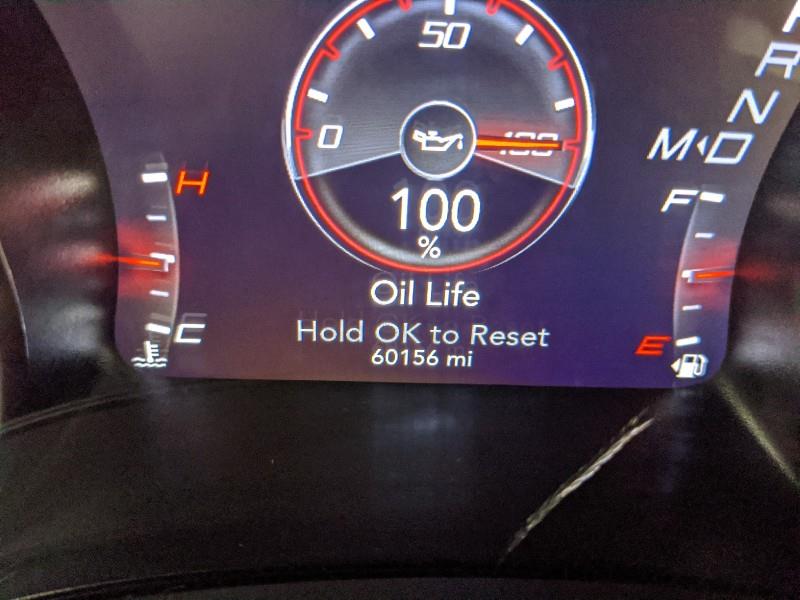 50
0
100
100
%
Oil Life
Hold OK to Reset
60156 mi
H
C
R
N
M D
F
E